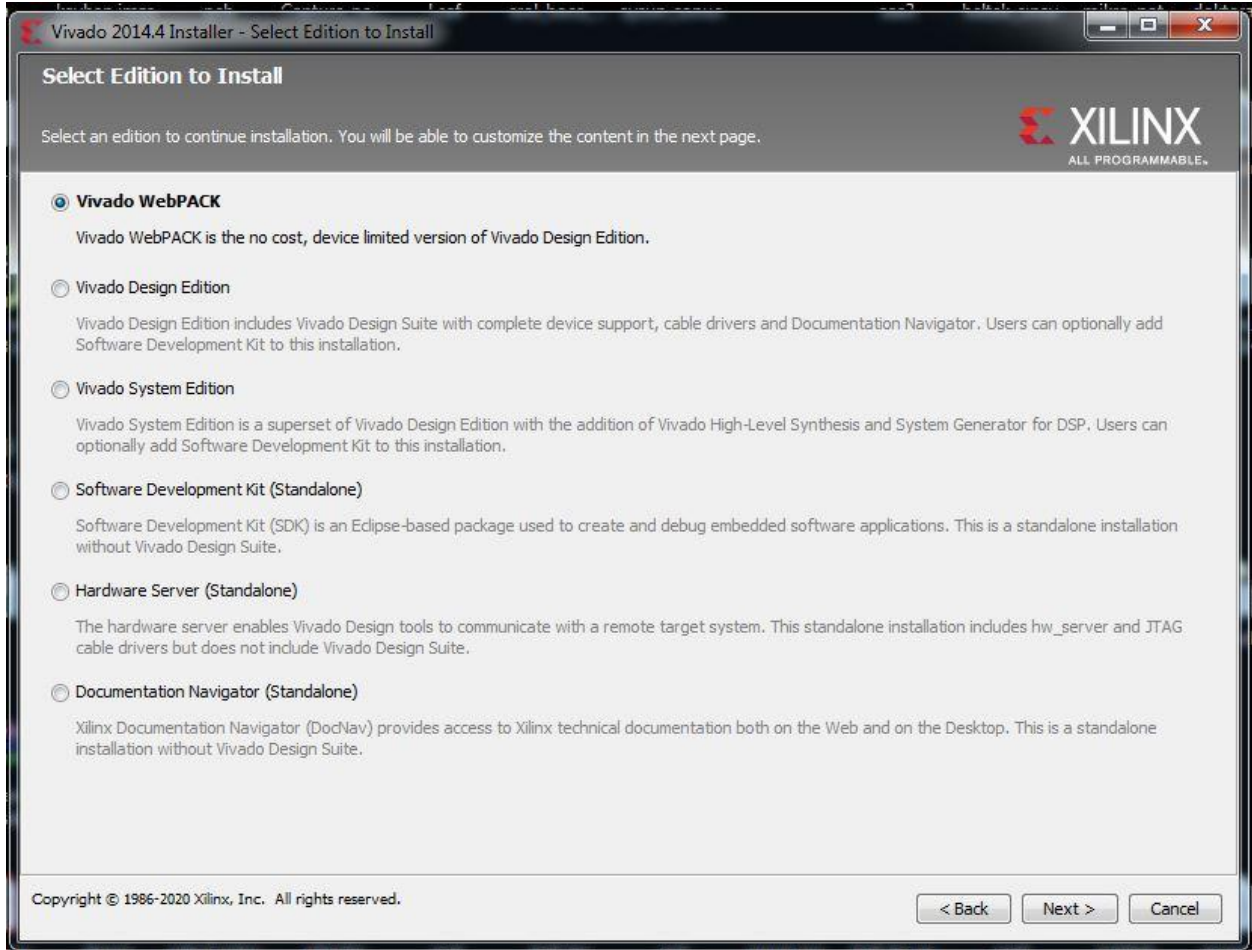 Vivado 2014.4 Installer - Select Edition to Install
Select Edition to Install
Select an edition to continue installation. You will be able to customize the content in the next page.
XILINX
ALL PROGRAMMABLE™
Vivado WebPACK
Vivado WebPACK is the no cost, device limited version of Vivado Design Edition.
Vivado Design Edition
Vivado Design Edition includes Vivado Design Suite with complete device support, cable drivers and Documentation Navigator. Users can optionally add
Software Development Kit to this installation.
Vivado System Edition
Vivado System Edition is a superset of Vivado Design Edition with the addition of Vivado High-Level Synthesis and System Generator for DSP. Users can
optionally add Software Development Kit to this installation.
Software Development Kit (Standalone)
Software Development Kit (SDK) is an Eclipse-based package used to create and debug embedded software applications. This is a standalone installation
without Vivado Design Suite.
Hardware Server (Standalone)
The hardware server enables Vivado Design tools to communicate with a remote target system. This standalone installation includes hw_server and JTAG
cable drivers but does not include Vivado Design Suite.
Documentation Navigator (Standalone)
Xilinx Documentation Navigator (DocNav) provides access to Xilinx technical documentation both on the Web and on the Desktop. This is a standalone
installation without Vivado Design Suite.
Copyright © 1986-2020 Xilinx, Inc. All rights reserved.
< Back Next > Cancel